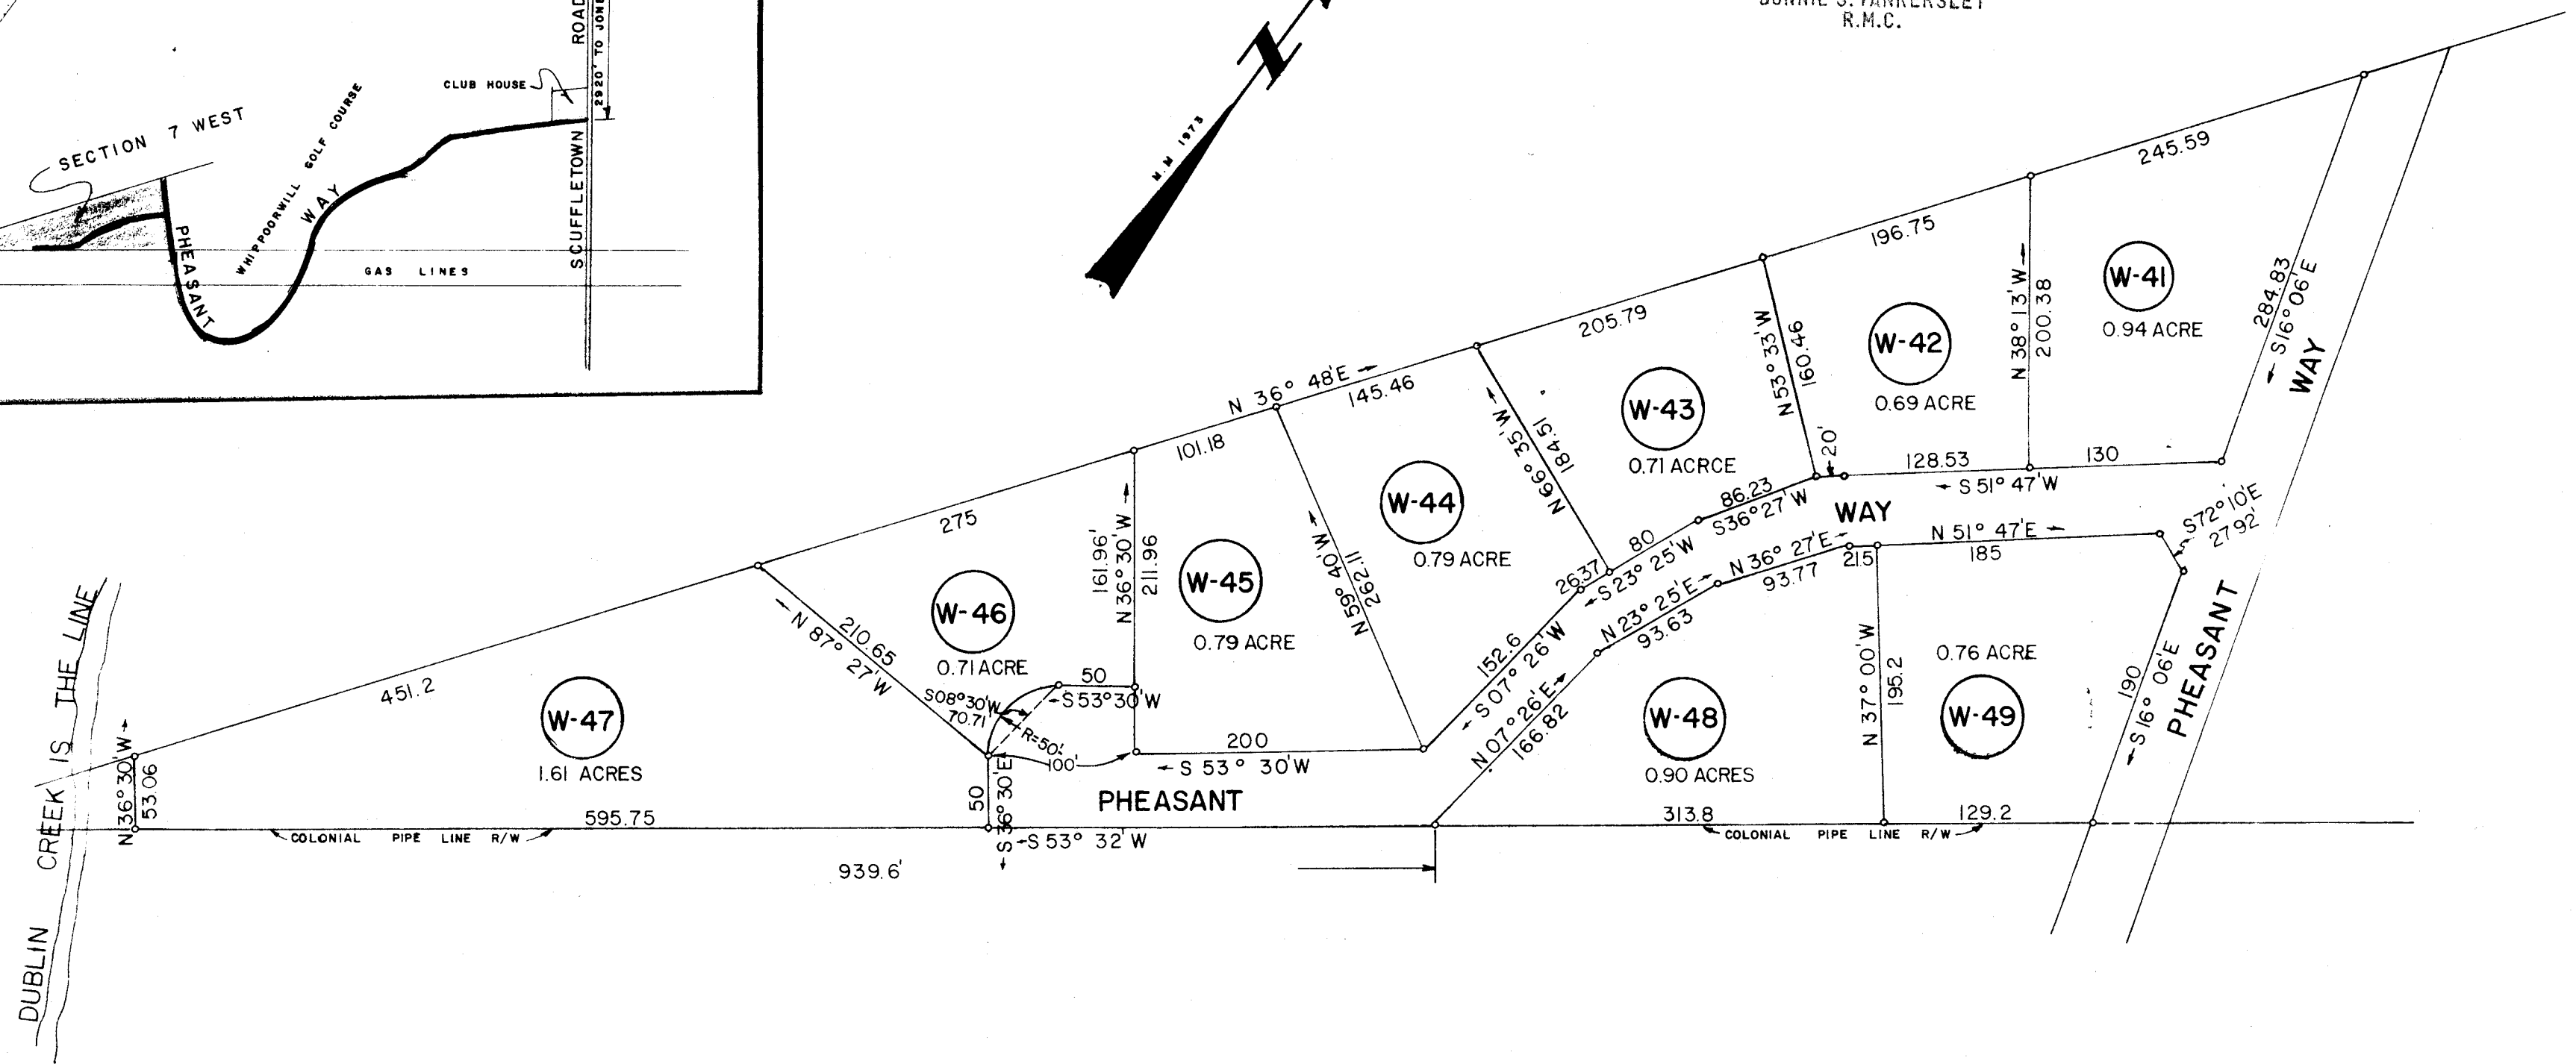 R.M.C.
ROAD
2920' TO JONE
CLUB HOUSE
SECTION 7 WEST
WHIPPOORWILL GOLF COURSE
WAY
PHEASANT
GAS LINES
SCUFFLETOWN
M.M 1973
245.59
196.75
205.79
N 36° 48'E
145.46
101.18
275
451.2
W-41
0.94 ACRE
284.83
S16° 06'E
WAY
N 38° 13' W
200.38
W-42
0.69 ACRE
N53° 33' W
160.46
W-43
0.71 ACRCE
N 66° 35' W
184.51
W-44
0.79 ACRE
N 59° 40' W
262.11
W-45
0.79 ACRE
161.96'
N 36° 30' W
211.96
W-46
0.71 ACRE
210.65
N 87° 27' W
50
S 53° 30' W
S08° 30' W
70.71
R=50'
100'
20'
128.53
130
S 51° 47' W
86.23
S36° 27' W
WAY
80
S 23° 25' W
26.37
152.6
S 07° 26' W
N 51° 47'E
185
S72° 10'E
27.92'
21.5
N 36° 27'E
93.77
N 23° 25'E
93.63
N 07° 26'E
166.82
200
S 53° 30' W
PHEASANT
W-47
1.61 ACRES
N 36° 30' W
53.06
595.75
COLONIAL PIPE LINE R/W
50
S 36° 30'E
S 53° 32' W
939.6'
W-48
0.90 ACRES
313.8
N 37° 00' W
195.2
0.76 ACRE
W-49
129.2
COLONIAL PIPE LINE R/W
190
S16° 06'E
PHEASANT
DUBLIN CREEK IS THE LINE